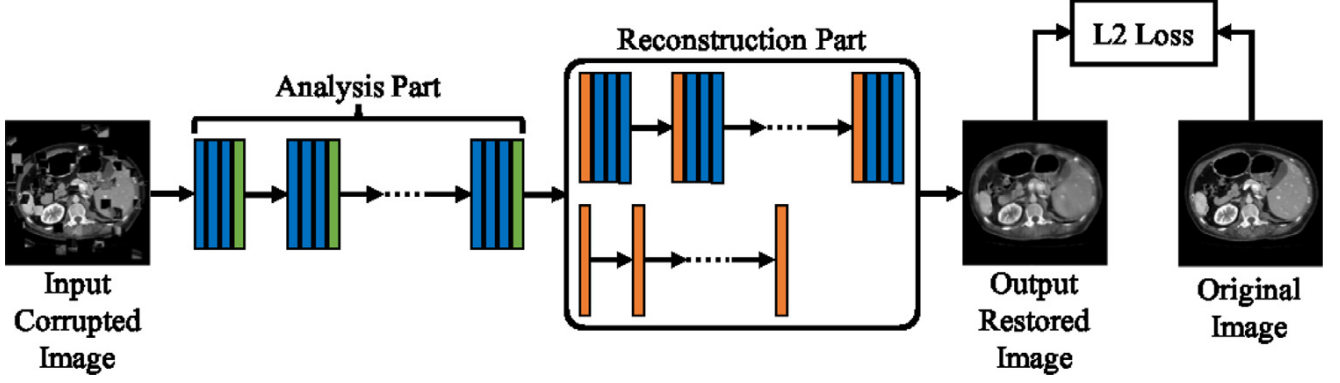 L2 Loss
Reconstruction Part
Analysis Part
Input
Corrupted
Image
Output
Restored
Image
Original
Image